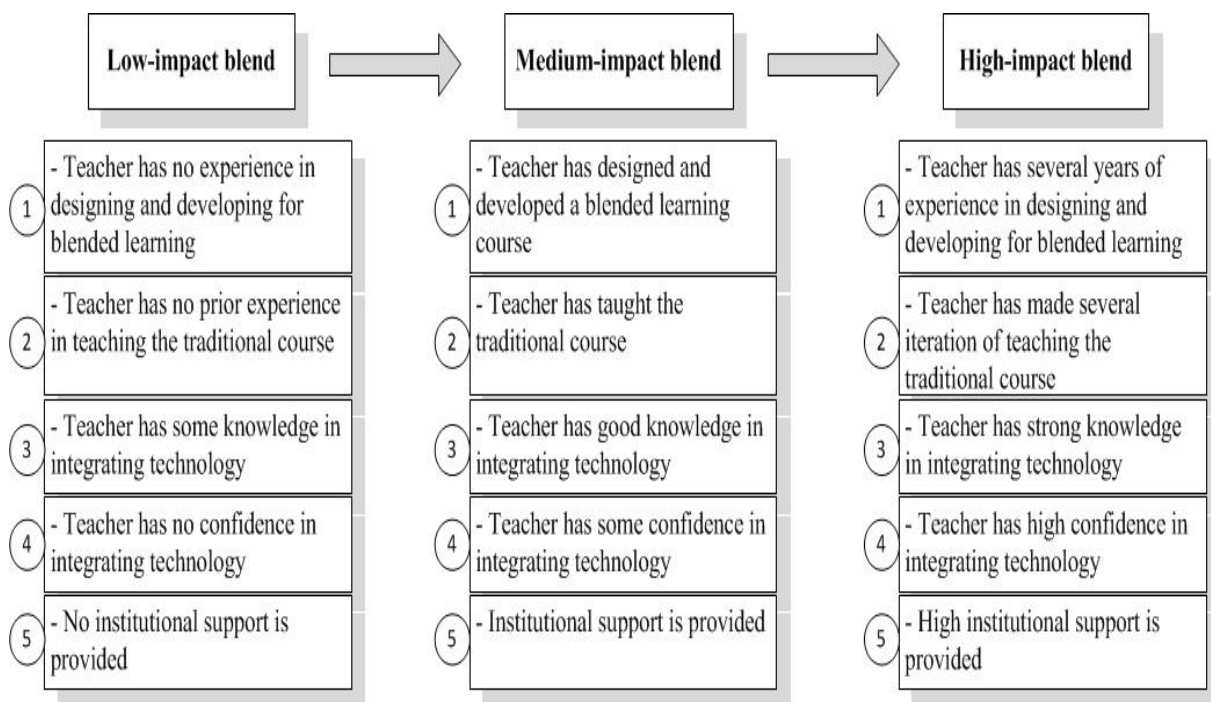 Low-impact blend
Medium-impact blend
High-impact blend
1
- Teacher has no experience in
designing and developing for
blended learning
2
- Teacher has no prior experience
in teaching the traditional course
3
- Teacher has some knowledge in
integrating technology
4
- Teacher has no confidence in
integrating technology
5
- No institutional support is
provided
1
- Teacher has designed and
developed a blended learning
course
2
- Teacher has taught the
traditional course
3
- Teacher has good knowledge in
integrating technology
4
- Teacher has some confidence in
integrating technology
5
- Institutional support is provided
1
- Teacher has several years of
experience in designing and
developing for blended learning
2
- Teacher has made several
iteration of teaching the
traditional course
3
- Teacher has strong knowledge
in integrating technology
4
- Teacher has high confidence in
integrating technology
5
- High institutional support is
provided